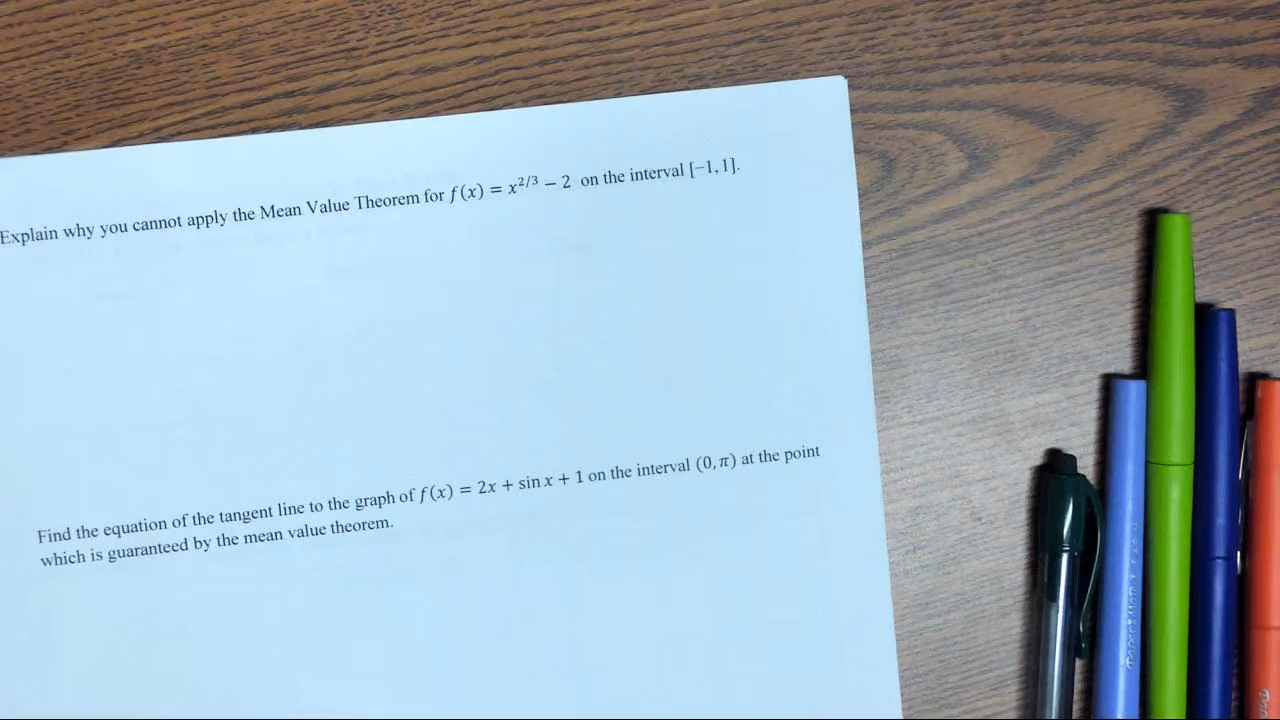 Explain why you cannot apply the Mean Value Theorem for f(x) = x^{2/3} − 2 on the interval [−1, 1].
Find the equation of the tangent line to the graph of f(x) = 2x + sin x + 1 on the interval (0, π) at the point
which is guaranteed by the mean value theorem.